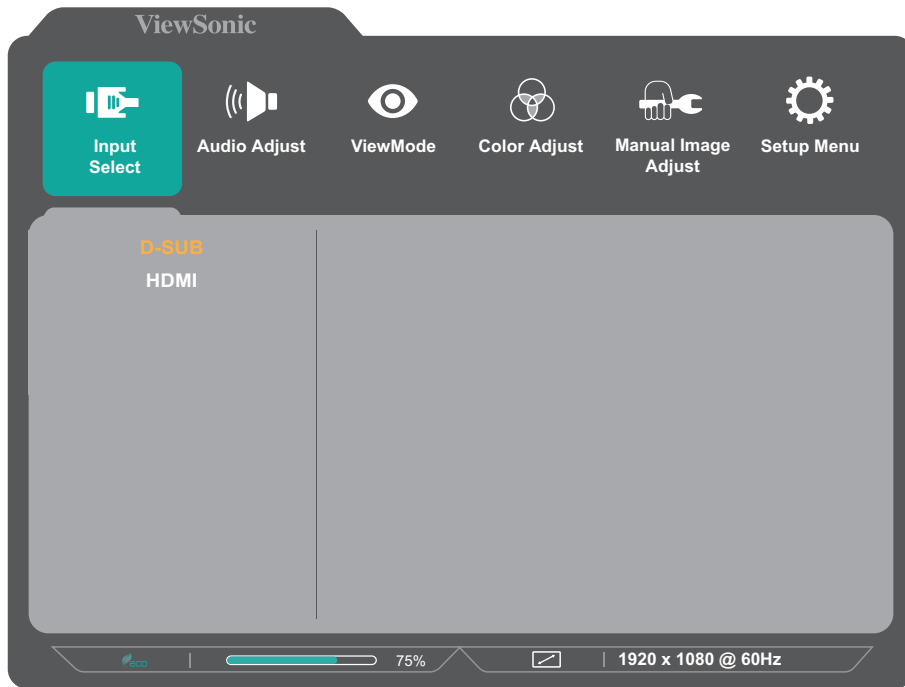 ViewSonic
Input
Select
Audio Adjust
ViewMode
Color Adjust
Manual Image
Adjust
Setup Menu
D-SUB
HDMI
eco
75%
1920 x 1080 @ 60Hz